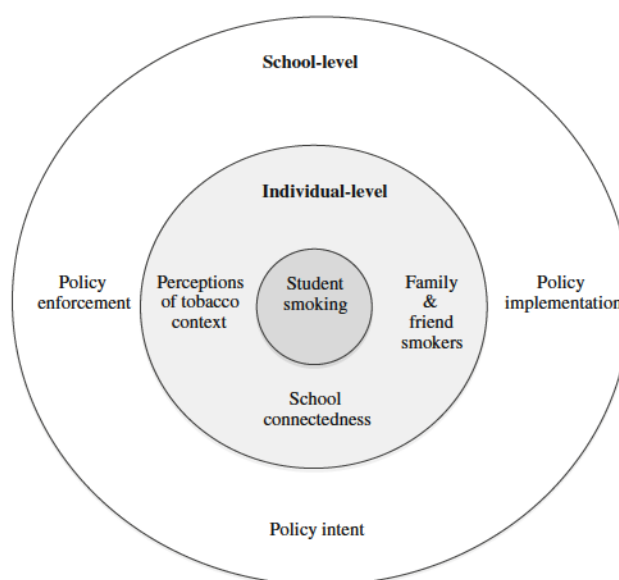 School-level
Individual-level
Policy
enforcement
Perceptions
of tobacco
context
Student
smoking
Family
&
friend
smokers
Policy
implementation
School
connectedness
Policy intent